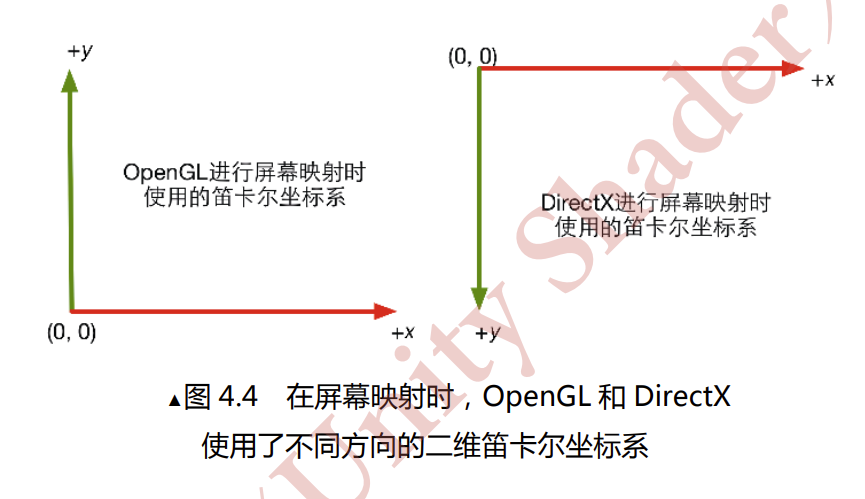 +y
OpenGL进行屏幕映射时
使用的笛卡尔坐标系
(0, 0)
+x
(0, 0)
+x
DirectX进行屏幕映射时
使用的笛卡尔坐标系
+y
▲图 4.4 在屏幕映射时，OpenGL 和 DirectX
使用了不同方向的二维笛卡尔坐标系
(Unity Shader)